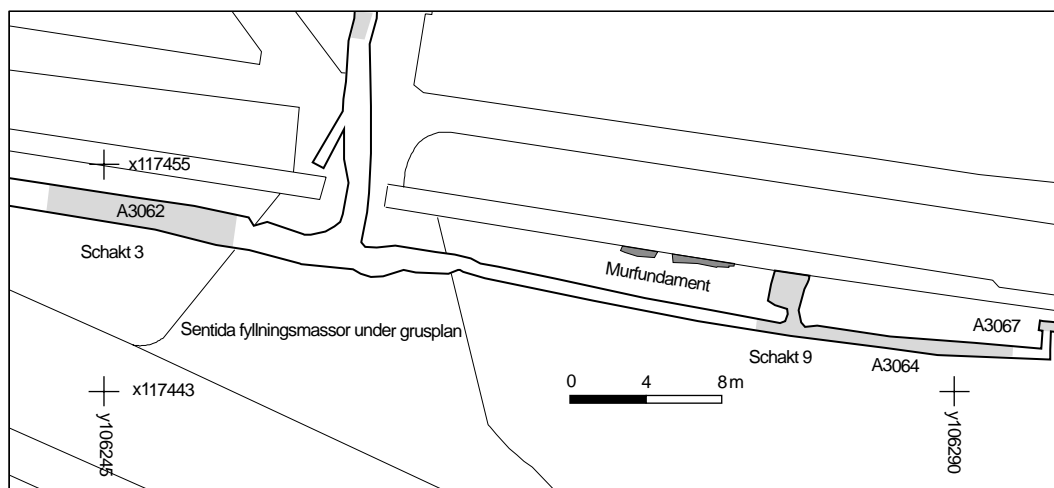 x117455
A3062
Schakt 3
Murfundament
A3067
Sentida fyllningsmassor under grusplan
Schakt 9
A3064
0 4 8 m
x117443
y106245
y106290